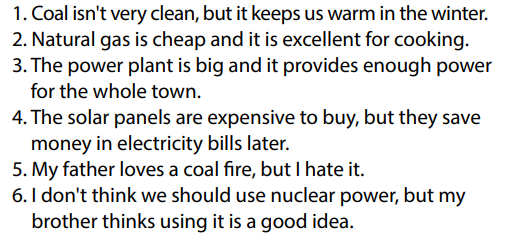 1. Coal isn't very clean, but it keeps us warm in the winter.
2. Natural gas is cheap and it is excellent for cooking.
3. The power plant is big and it provides enough power
for the whole town.
4. The solar panels are expensive to buy, but they save
money in electricity bills later.
5. My father loves a coal fire, but I hate it.
6. I don't think we should use nuclear power, but my
brother thinks using it is a good idea.